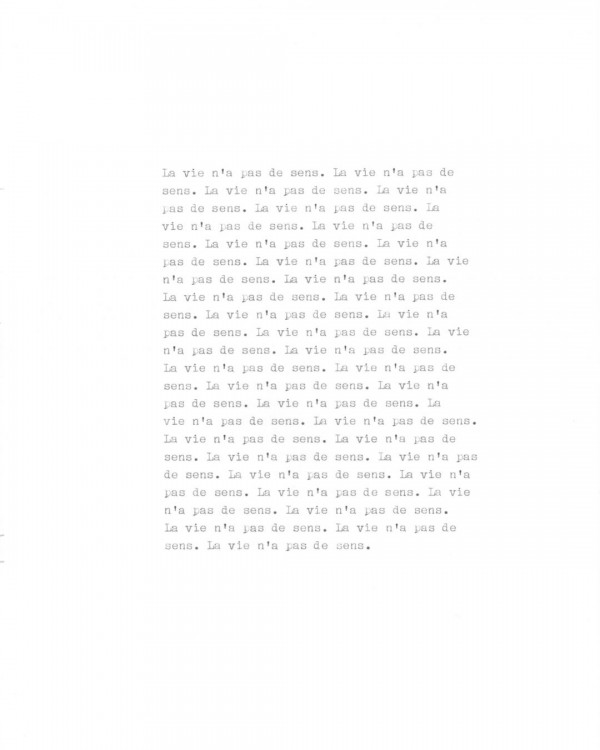 La vie n'a pas de sens. La vie n'a pas de
sens. La vie n'a pas de sens. La vie n'a
pas de sens. La vie n'a pas de sens. La
vie n'a pas de sens. La vie n'a pas de
sens. La vie n'a pas de sens. La vie n'a
pas de sens. La vie n'a pas de sens. La vie
n'a pas de sens. La vie n'a pas de sens.
La vie n'a pas de sens. La vie n'a pas de
sens. La vie n'a pas de sens. La vie n'a
pas de sens. La vie n'a pas de sens. La vie
n'a pas de sens. La vie n'a pas de sens.
La vie n'a pas de sens. La vie n'a pas de
sens. La vie n'a pas de sens. La vie n'a
pas de sens. La vie n'a pas de sens. La
vie n'a pas de sens. La vie n'a pas de sens.
La vie n'a pas de sens. La vie n'a pas de
sens. La vie n'a pas de sens. La vie n'a pas
de sens. La vie n'a pas de sens. La vie n'a
pas de sens. La vie n'a pas de sens. La vie
n'a pas de sens. La vie n'a pas de sens.
La vie n'a pas de sens. La vie n'a pas de
sens. La vie n'a pas de sens.